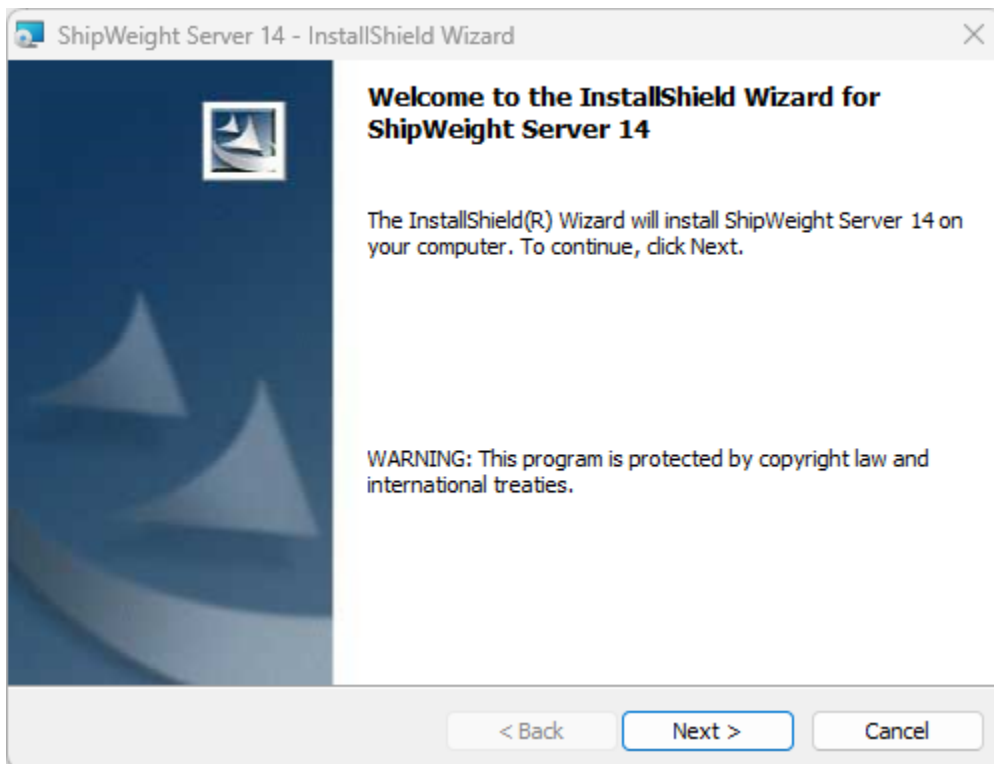 ShipWeight Server 14 - InstallShield Wizard
Welcome to the InstallShield Wizard for
ShipWeight Server 14
The InstallShield(R) Wizard will install ShipWeight Server 14 on
your computer. To continue, click Next.
WARNING: This program is protected by copyright law and
international treaties.
< Back
Next >
Cancel